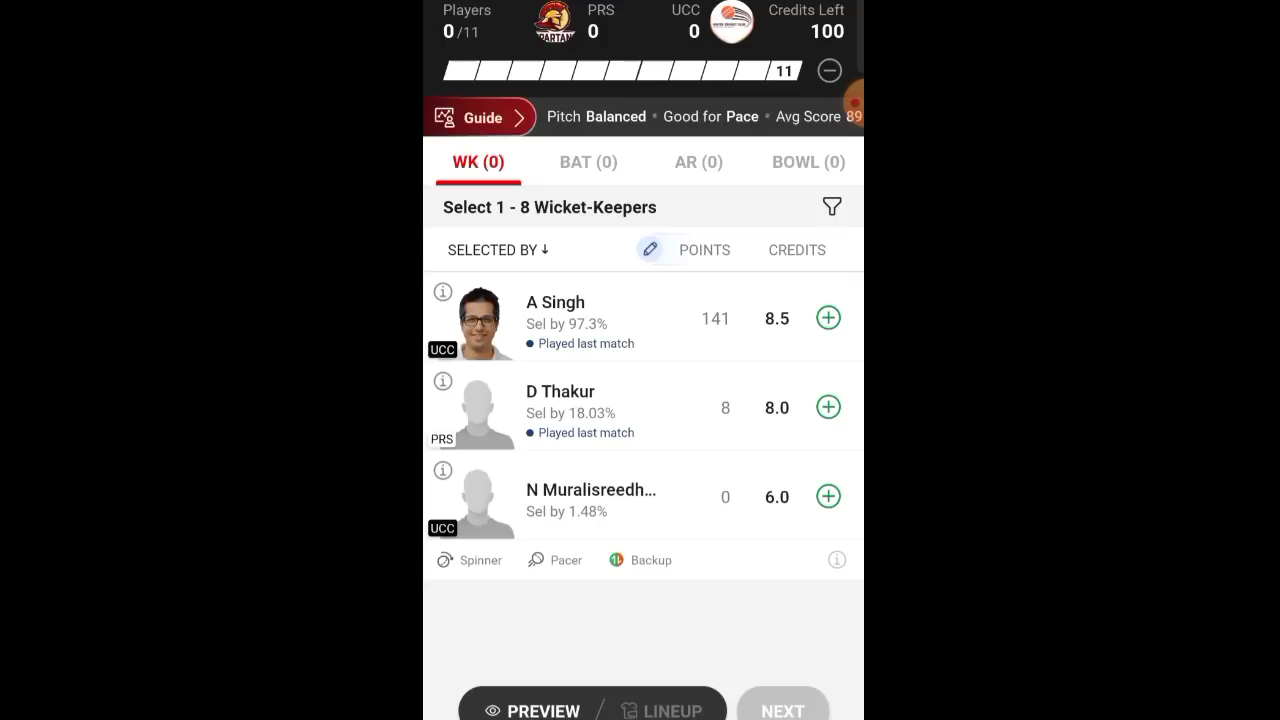 Players PRS UCC Credits Left
0/11 0 0 100
SPARTANS
11
Guide Pitch Balanced • Good for Pace • Avg Score 89
WK (0) BAT (0) AR (0) BOWL (0)
Select 1 - 8 Wicket-Keepers
SELECTED BY ↓ POINTS CREDITS
A Singh
Sel by 97.3% 141 8.5
Played last match
UCC
D Thakur
Sel by 18.03% 8 8.0
Played last match
PRS
N Muralisreedh... 0 6.0
Sel by 1.48%
UCC
Spinner Pacer Backup
PREVIEW / LINEUP NEXT